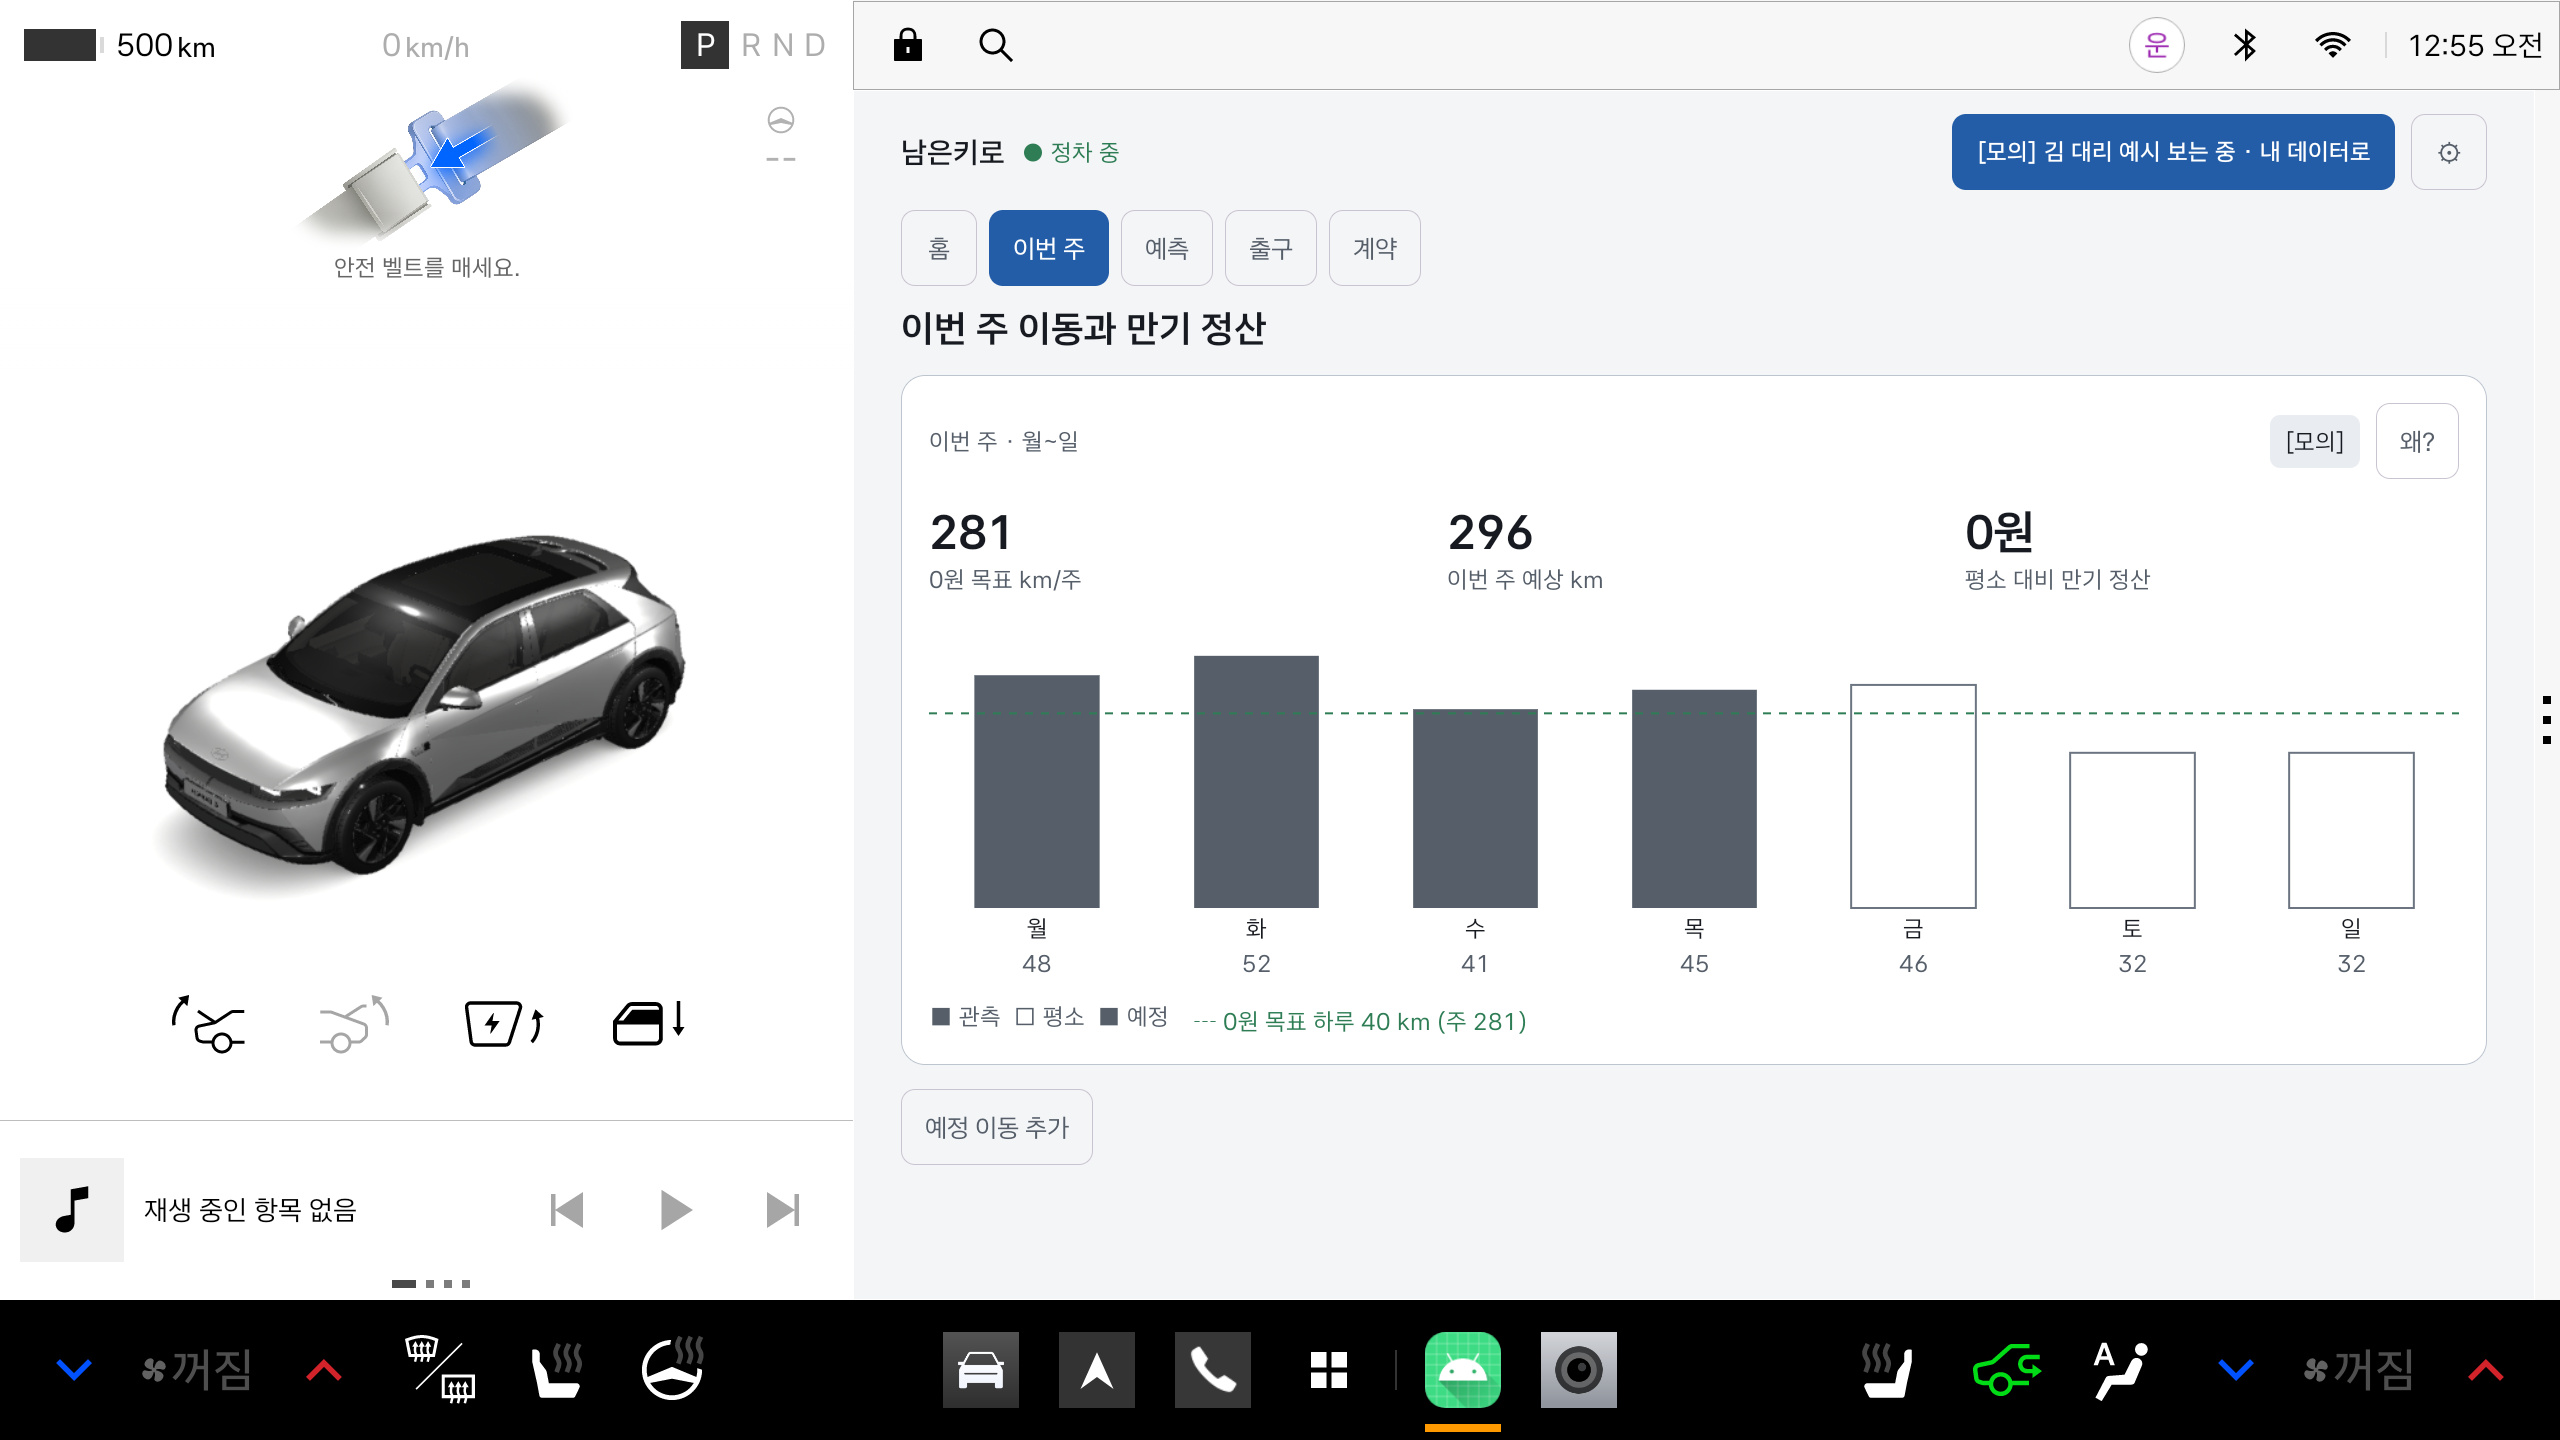 500 km
0 km/h
P R N D
12:55 오전
운
안전 벨트를 매세요.
--
남은키로
정차 중
[모의] 김 대리 예시 보는 중 · 내 데이터로
홈
이번 주
예측
출구
계약
이번 주 이동과 만기 정산
이번 주 · 월~일
[모의]
왜?
281
0원 목표 km/주
296
이번 주 예상 km
0원
평소 대비 만기 정산
월 화 수 목 금 토 일
48 52 41 45 46 32 32
관측 평소 예정 --- 0원 목표 하루 40 km (주 281)
예정 이동 추가
재생 중인 항목 없음
꺼짐
A
꺼짐